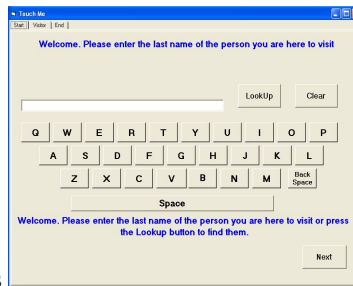 Touch Me
Start Visitor End
Welcome. Please enter the last name of the person you are here to visit
LookUp Clear
Q W E R T Y U I O P
A S D F G H J K L
Z X C V B N M Back Space
Space
Welcome. Please enter the last name of the person you are here to visit or press
the Lookup button to find them.
Next